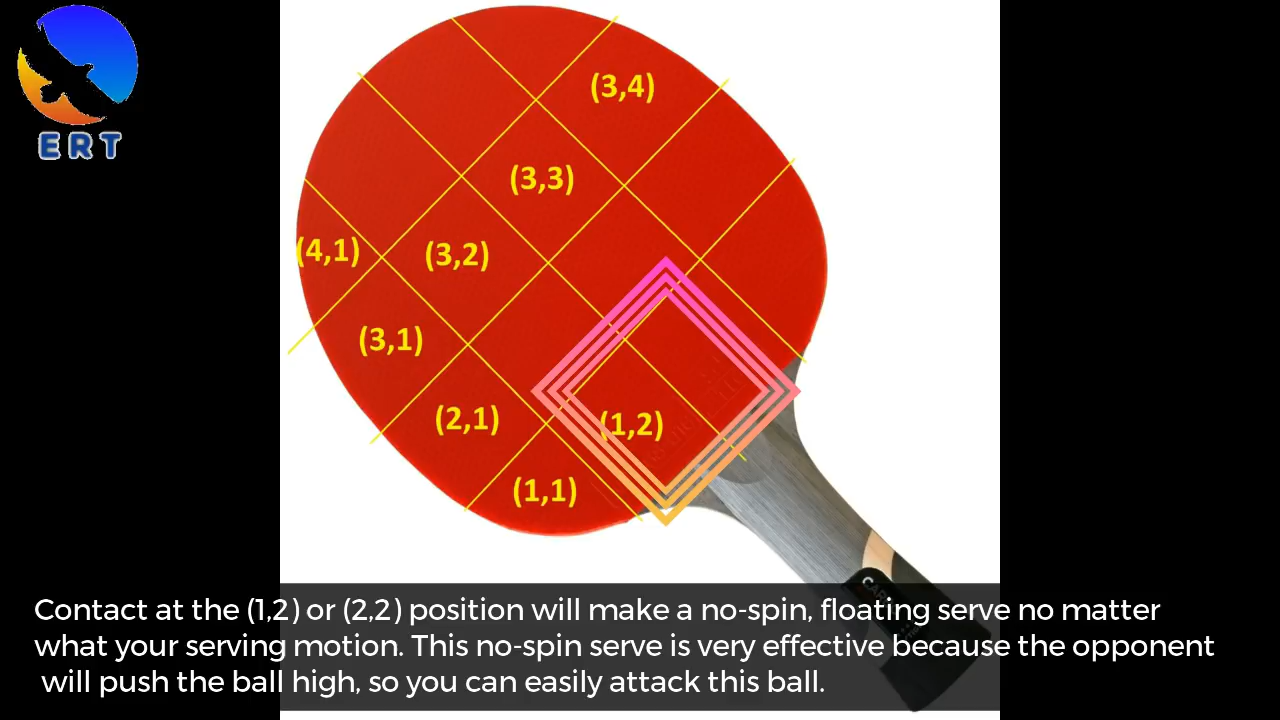 ERT
(3,4)
(3,3)
(4,1)
(3,2)
(3,1)
(2,1)
(1,2)
(1,1)
Contact at the (1,2) or (2,2) position will make a no-spin, floating serve no matter
what your serving motion. This no-spin serve is very effective because the opponent
will push the ball high, so you can easily attack this ball.